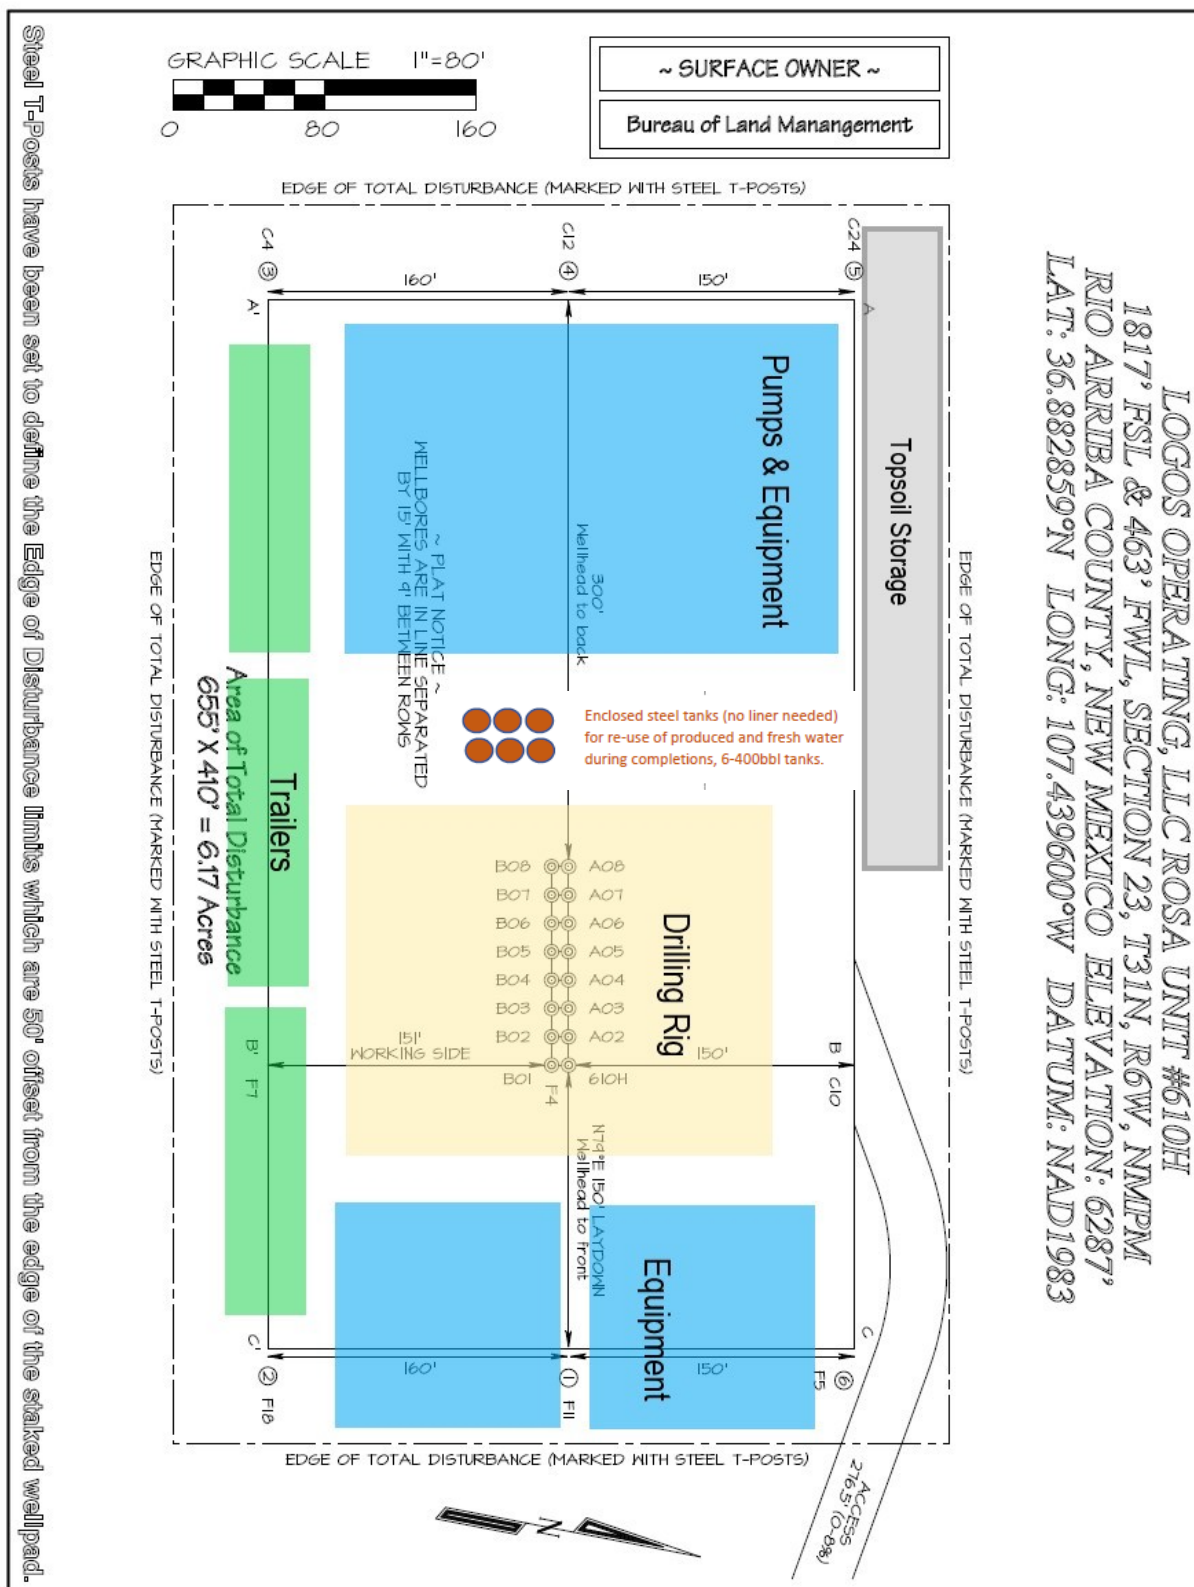 LOGOS OPERATING, LLC ROSA UNIT #610H
1817' FSL & 463' FWL, SECTION 23, T31N, R6W, NMPM
RIO ARRIBA COUNTY, NEW MEXICO ELEVATION: 6287'
LAT: 36.882859°N LONG: 107.439600°W DATUM: NAD1983
GRAPHIC SCALE 1"=80'
0 80 160
~ SURFACE OWNER ~
Bureau of Land Manangement
EDGE OF TOTAL DISTURBANCE (MARKED WITH STEEL T-POSTS)
C4 ③
C12 ④
C24 ⑤
160'
150'
A'
A
Topsoil Storage
Pumps & Equipment
300'
Wellhead to back
~ PLAT NOTICE ~
WELLBORES ARE IN LINE SEPARATED
BY 15' WITH 9' BETWEEN ROWS
EDGE OF TOTAL DISTURBANCE (MARKED WITH STEEL T-POSTS)
EDGE OF TOTAL DISTURBANCE (MARKED WITH STEEL T-POSTS)
Enclosed steel tanks (no liner needed)
for re-use of produced and fresh water
during completions, 6-400bbl tanks.
Trailers
Area of Total Disturbance
655' X 410' = 6.17 Acres
Drilling Rig
B08 A08
B07 A07
B06 A06
B05 A05
B04 A04
B03 A03
B02 A02
B01 610H
F4
151'
WORKING SIDE
150'
B' F7
B C10
N79°E 150' LAYDOWN
Wellhead to front
Equipment
C'
C
160'
150'
② F18
① F11
⑥
F5
EDGE OF TOTAL DISTURBANCE (MARKED WITH STEEL T-POSTS)
ACCESS
276.5' (0-8%)
N
Steel T-Posts have been set to define the Edge of Disturbance limits which are 50' offset from the edge of the staked wellpad.